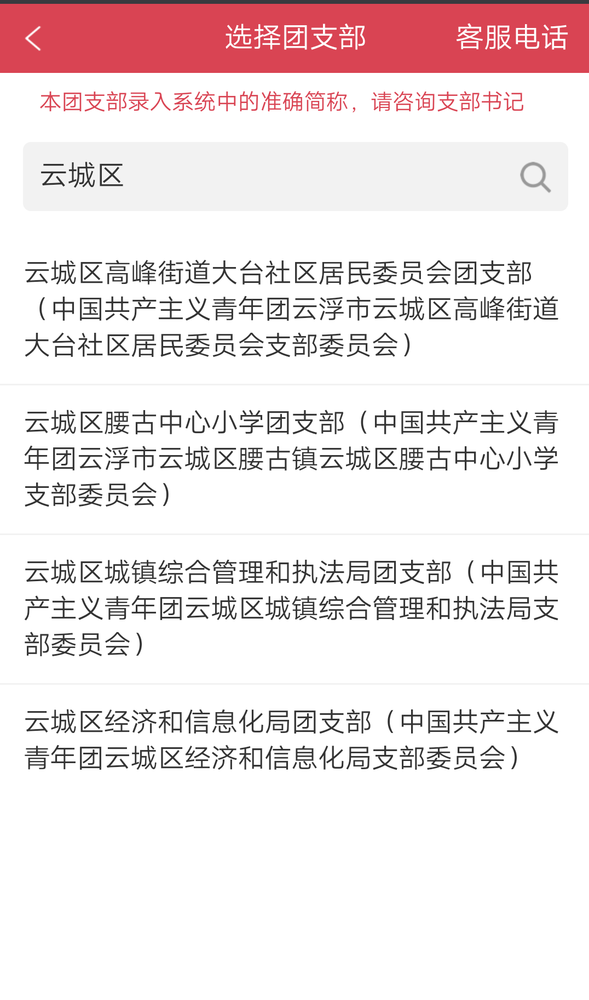 选择团支部 客服电话
本团支部录入系统中的准确简称，请咨询支部书记
云城区
云城区高峰街道大台社区居民委员会团支部
（中国共产主义青年团云浮市云城区高峰街道
大台社区居民委员会支部委员会）
云城区腰古中心小学团支部（中国共产主义青
年团云浮市云城区腰古镇云城区腰古中心小学
支部委员会）
云城区城镇综合管理和执法局团支部（中国共
产主义青年团云城区城镇综合管理和执法局支
部委员会）
云城区经济和信息化局团支部（中国共产主义
青年团云城区经济和信息化局支部委员会）